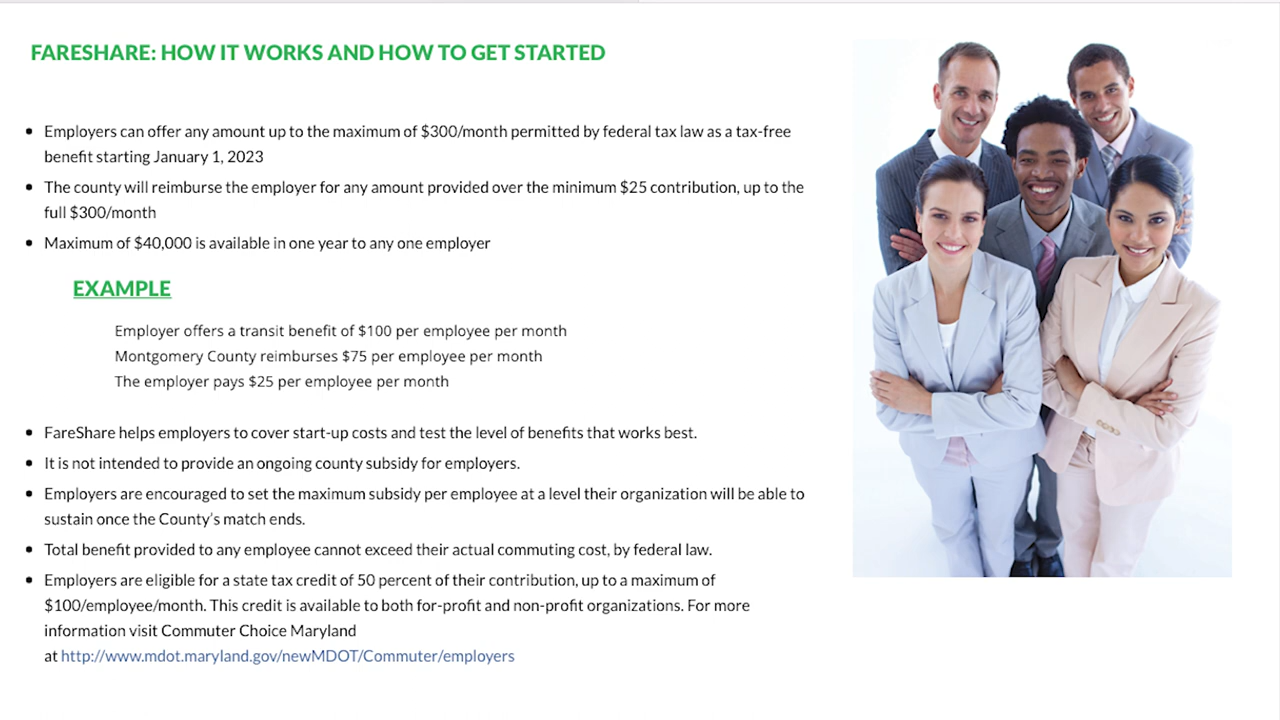 FARESHARE: HOW IT WORKS AND HOW TO GET STARTED
• Employers can offer any amount up to the maximum of $300/month permitted by federal tax law as a tax-free
benefit starting January 1, 2023
• The county will reimburse the employer for any amount provided over the minimum $25 contribution, up to the
full $300/month
• Maximum of $40,000 is available in one year to any one employer
EXAMPLE
Employer offers a transit benefit of $100 per employee per month
Montgomery County reimburses $75 per employee per month
The employer pays $25 per employee per month
• FareShare helps employers to cover start-up costs and test the level of benefits that works best.
• It is not intended to provide an ongoing county subsidy for employers.
• Employers are encouraged to set the maximum subsidy per employee at a level their organization will be able to
sustain once the County's match ends.
• Total benefit provided to any employee cannot exceed their actual commuting cost, by federal law.
• Employers are eligible for a state tax credit of 50 percent of their contribution, up to a maximum of
$100/employee/month. This credit is available to both for-profit and non-profit organizations. For more
information visit Commuter Choice Maryland
at http://www.mdot.maryland.gov/newMDOT/Commuter/employers